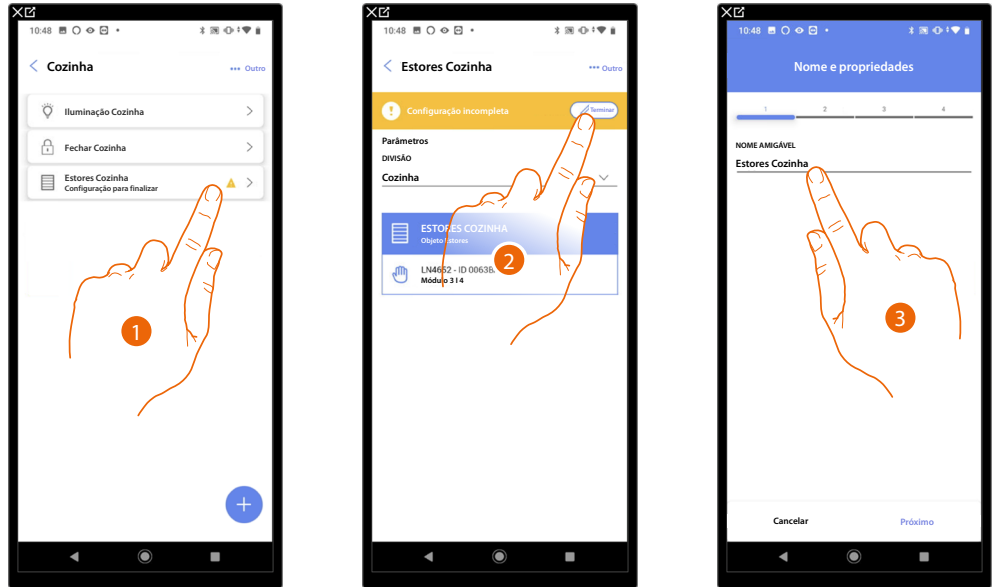 10:48
Cozinha
Outro
Iluminação Cozinha
Fechar Cozinha
Estores Cozinha
Configuração para finalizar
1
10:48
Estores Cozinha
Outro
Configuração incompleta
Terminar
Parâmetros
DIVISÃO
Cozinha
ESTORES COZINHA
Objeto Estores
LN4652 - ID 0063B
Módulo 3 I 4
2
10:48
Nome e propriedades
1 2 3 4
NOME AMIGÁVEL
Estores Cozinha
3
Cancelar
Próximo